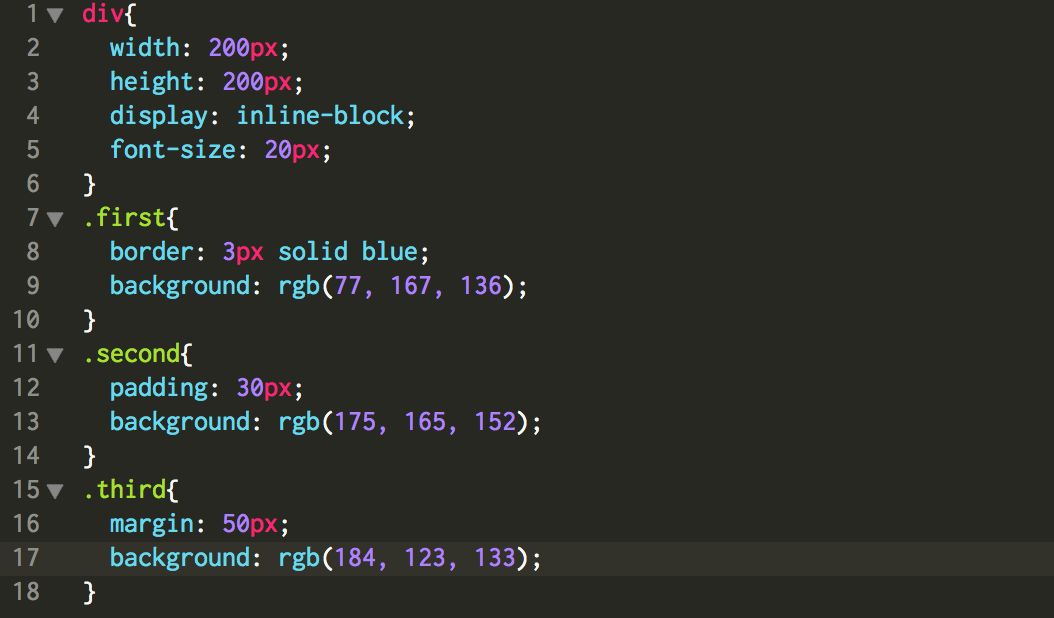 1 ▼ div{
2 width: 200px;
3 height: 200px;
4 display: inline-block;
5 font-size: 20px;
6 }
7 ▼ .first{
8 border: 3px solid blue;
9 background: rgb(77, 167, 136);
10 }
11 ▼ .second{
12 padding: 30px;
13 background: rgb(175, 165, 152);
14 }
15 ▼ .third{
16 margin: 50px;
17 background: rgb(184, 123, 133);
18 }